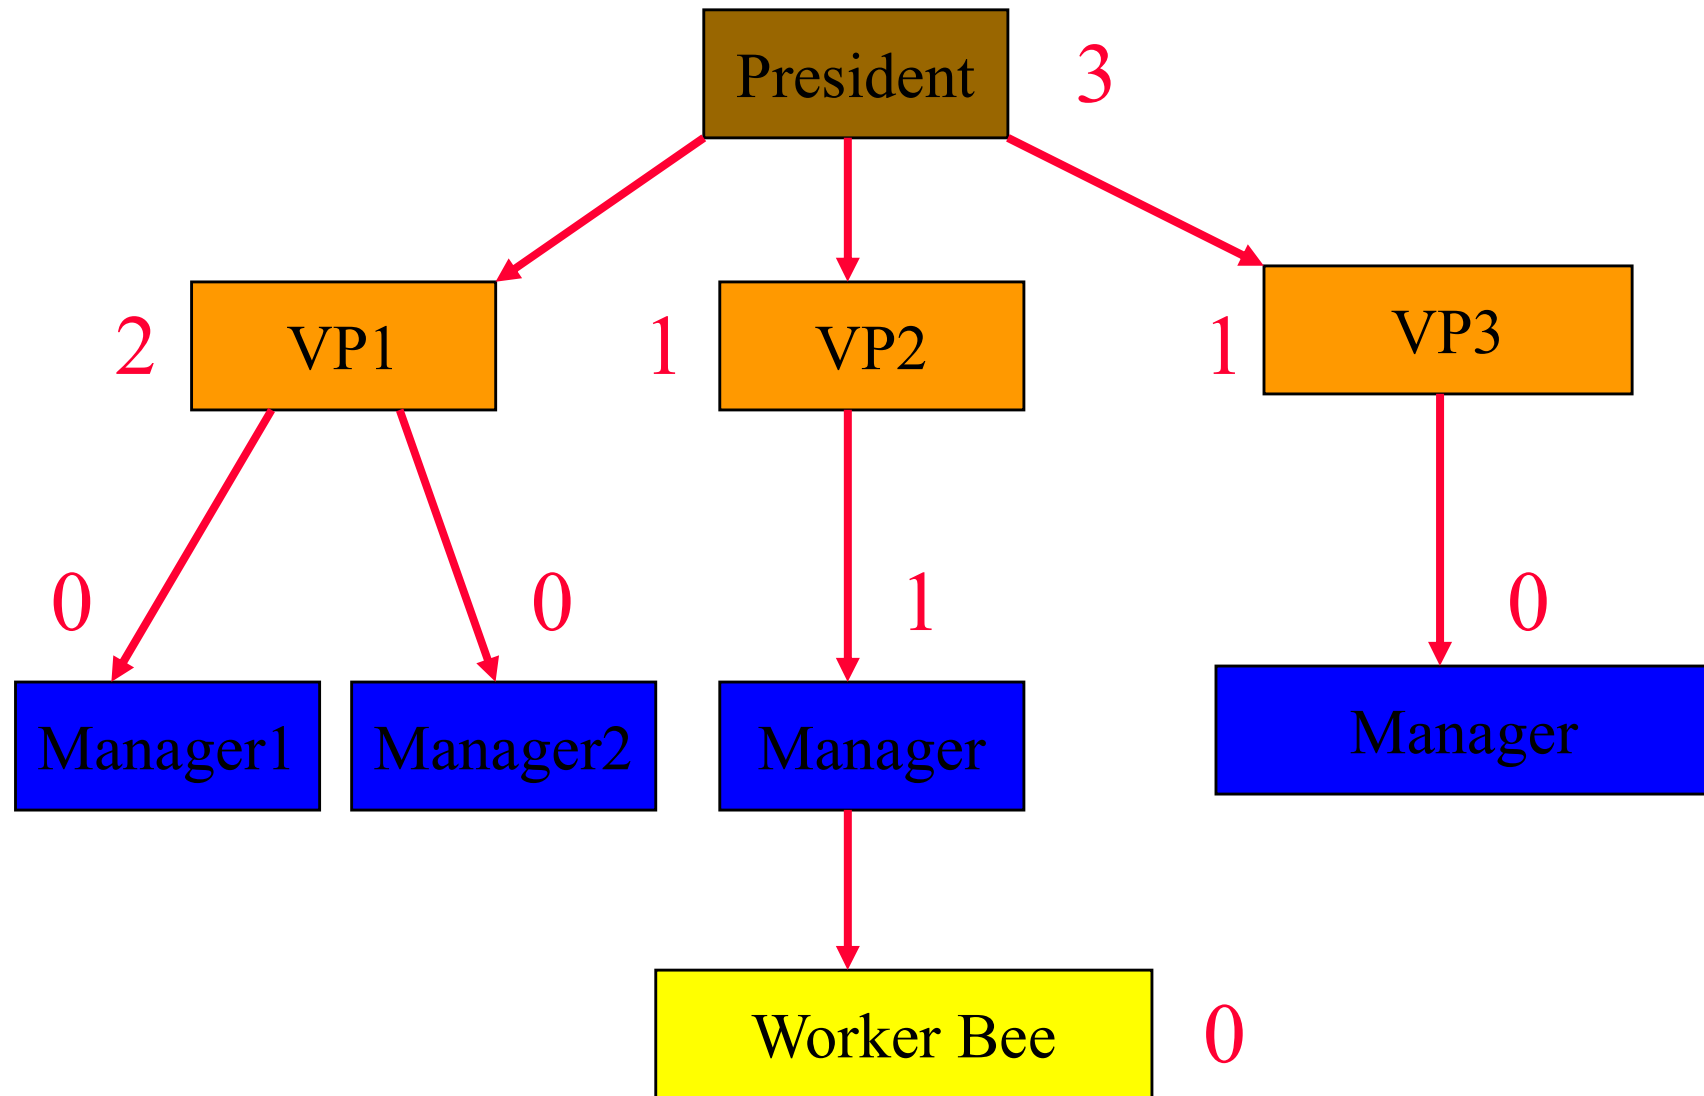 President
3
2
VP1
1
VP2
1
VP3
0
0
1
0
Manager1
Manager2
Manager
Manager
Worker Bee
0